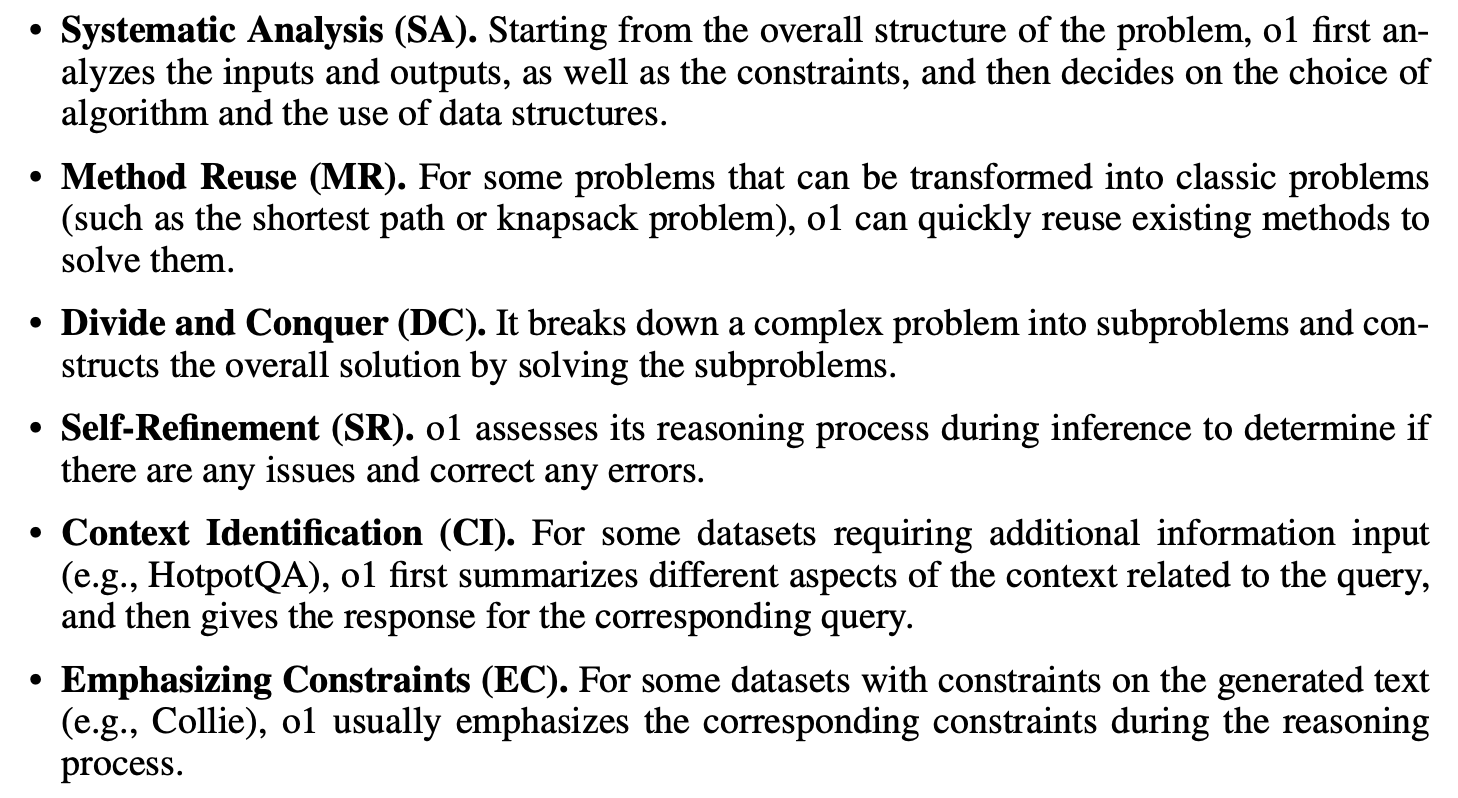 • Systematic Analysis (SA). Starting from the overall structure of the problem, o1 first an-
alyzes the inputs and outputs, as well as the constraints, and then decides on the choice of
algorithm and the use of data structures.
• Method Reuse (MR). For some problems that can be transformed into classic problems
(such as the shortest path or knapsack problem), o1 can quickly reuse existing methods to
solve them.
• Divide and Conquer (DC). It breaks down a complex problem into subproblems and con-
structs the overall solution by solving the subproblems.
• Self-Refinement (SR). o1 assesses its reasoning process during inference to determine if
there are any issues and correct any errors.
• Context Identification (CI). For some datasets requiring additional information input
(e.g., HotpotQA), o1 first summarizes different aspects of the context related to the query,
and then gives the response for the corresponding query.
• Emphasizing Constraints (EC). For some datasets with constraints on the generated text
(e.g., Collie), o1 usually emphasizes the corresponding constraints during the reasoning
process.